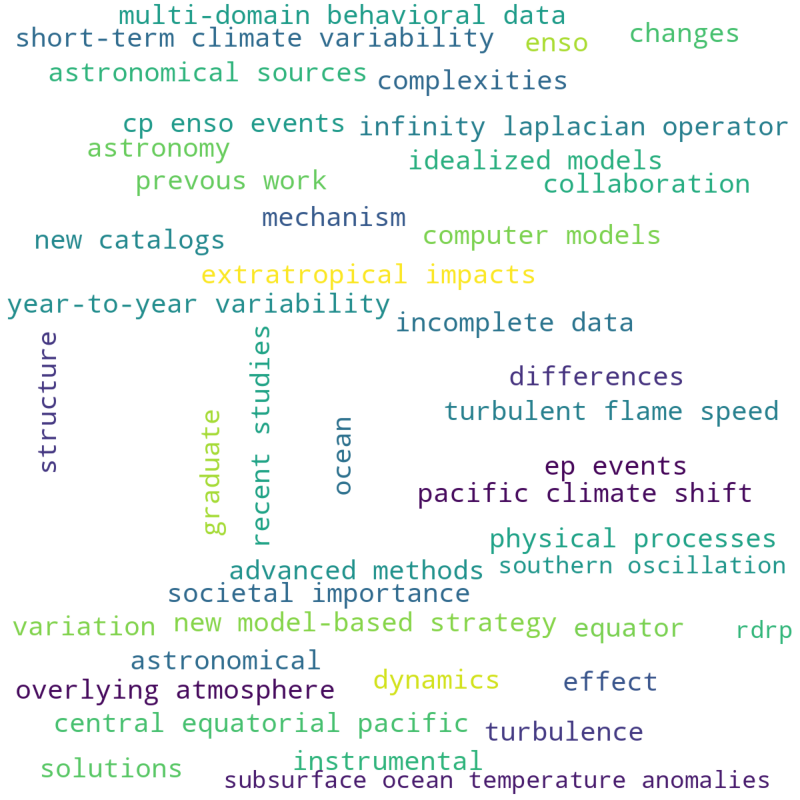 multi-domain behavioral data
short-term climate variability
enso
changes
astronomical sources
complexities
cp enso events
infinity laplacian operator
astronomy
idealized models
prevous work
collaboration
mechanism
new catalogs
computer models
extratropical impacts
year-to-year variability
incomplete data
structure
recent studies
differences
turbulent flame speed
graduate
ocean
ep events
pacific climate shift
physical processes
advanced methods
southern oscillation
societal importance
variation
new model-based strategy
equator
rdrp
astronomical
overlying atmosphere
dynamics
effect
central equatorial pacific
turbulence
solutions
instrumental
subsurface ocean temperature anomalies